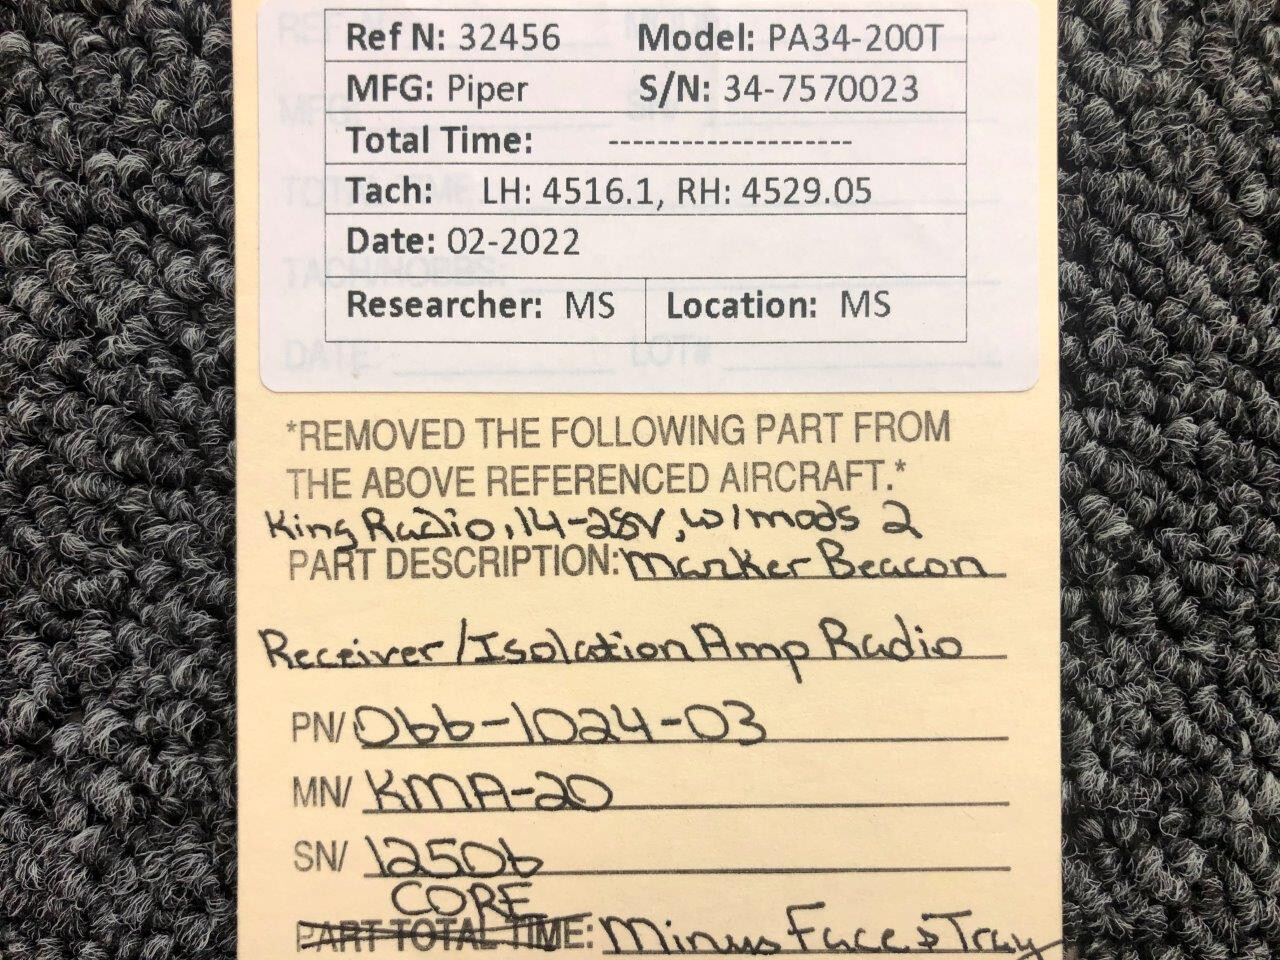 Ref N: 32456 Model: PA34-200T
MFG: Piper S/N: 34-7570023
Total Time: -------------------
Tach: LH: 4516.1, RH: 4529.05
Date: 02-2022
Researcher: MS Location: MS
DATE LOT#
*REMOVED THE FOLLOWING PART FROM
THE ABOVE REFERENCED AIRCRAFT.*
King Radio, 14-28V, w/mods 2
PART DESCRIPTION: Marker Beacon
Receiver/Isolation Amp Radio
PN/ 066-1024-03
MN/ KMA-20
SN/ 12506
CORE
PART TOTAL TIME: Minus Face & Tray